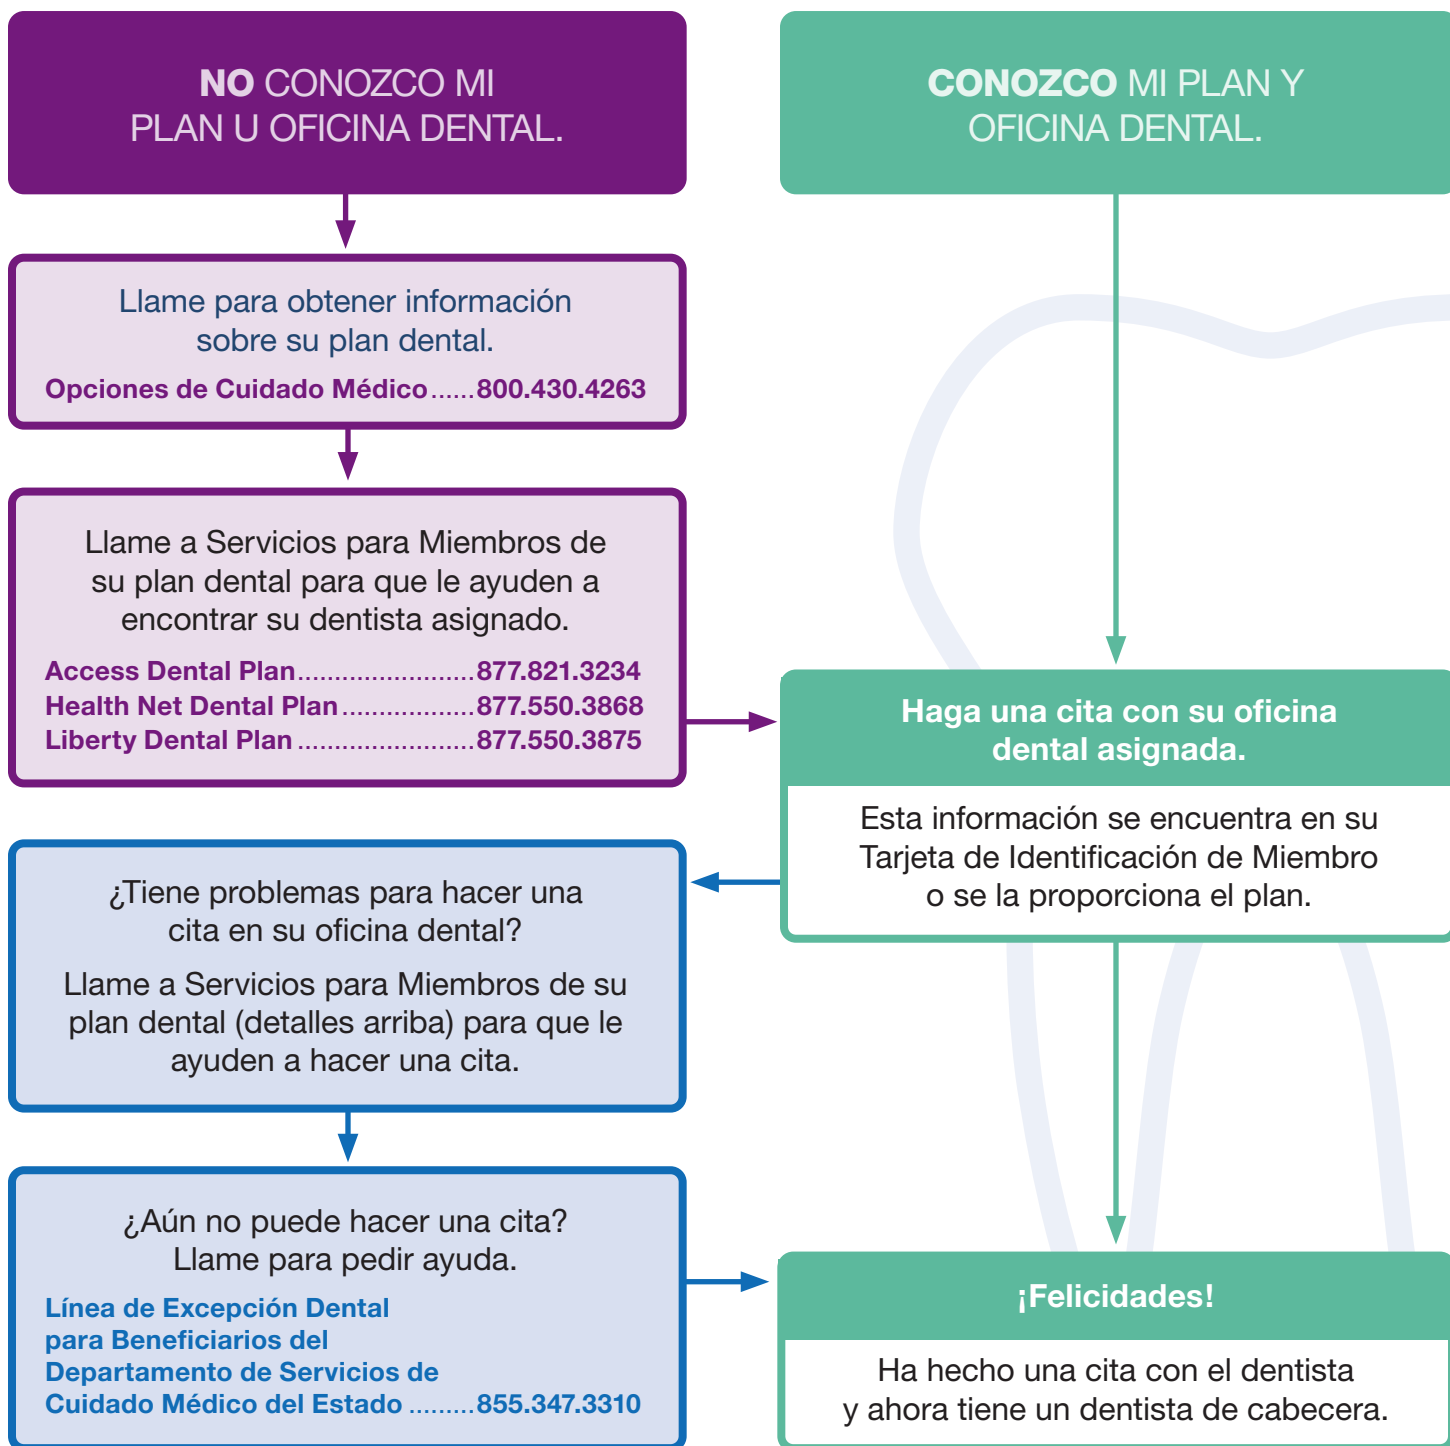 NO CONOZCO MI
PLAN U OFICINA DENTAL.
CONOZCO MI PLAN Y
OFICINA DENTAL.
Llame para obtener información
sobre su plan dental.
Opciones de Cuidado Médico......800.430.4263
Llame a Servicios para Miembros de
su plan dental para que le ayuden a
encontrar su dentista asignado.
Access Dental Plan........................877.821.3234
Health Net Dental Plan..................877.550.3868
Liberty Dental Plan ........................877.550.3875
Haga una cita con su oficina
dental asignada.
Esta información se encuentra en su
Tarjeta de Identificación de Miembro
o se la proporciona el plan.
¿Tiene problemas para hacer una
cita en su oficina dental?
Llame a Servicios para Miembros de su
plan dental (detalles arriba) para que le
ayuden a hacer una cita.
¿Aún no puede hacer una cita?
Llame para pedir ayuda.
Línea de Excepción Dental
para Beneficiarios del
Departamento de Servicios de
Cuidado Médico del Estado .........855.347.3310
¡Felicidades!
Ha hecho una cita con el dentista
y ahora tiene un dentista de cabecera.